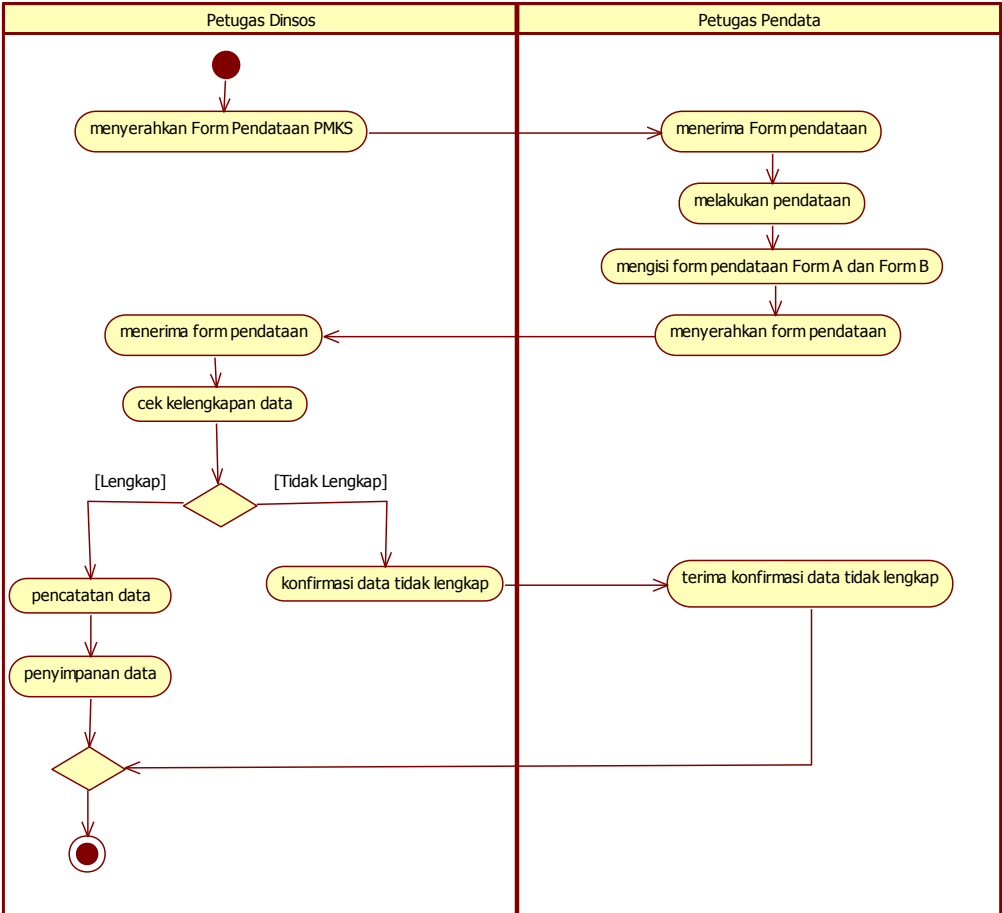 Petugas Dinsos
Petugas Pendata
menyerahkan Form Pendataan PMKS
menerima Form pendataan
melakukan pendataan
mengisi form pendataan Form A dan Form B
menyerahkan form pendataan
menerima form pendataan
cek kelengkapan data
[Lengkap]
[Tidak Lengkap]
konfirmasi data tidak lengkap
terima konfirmasi data tidak lengkap
pencatatan data
penyimpanan data